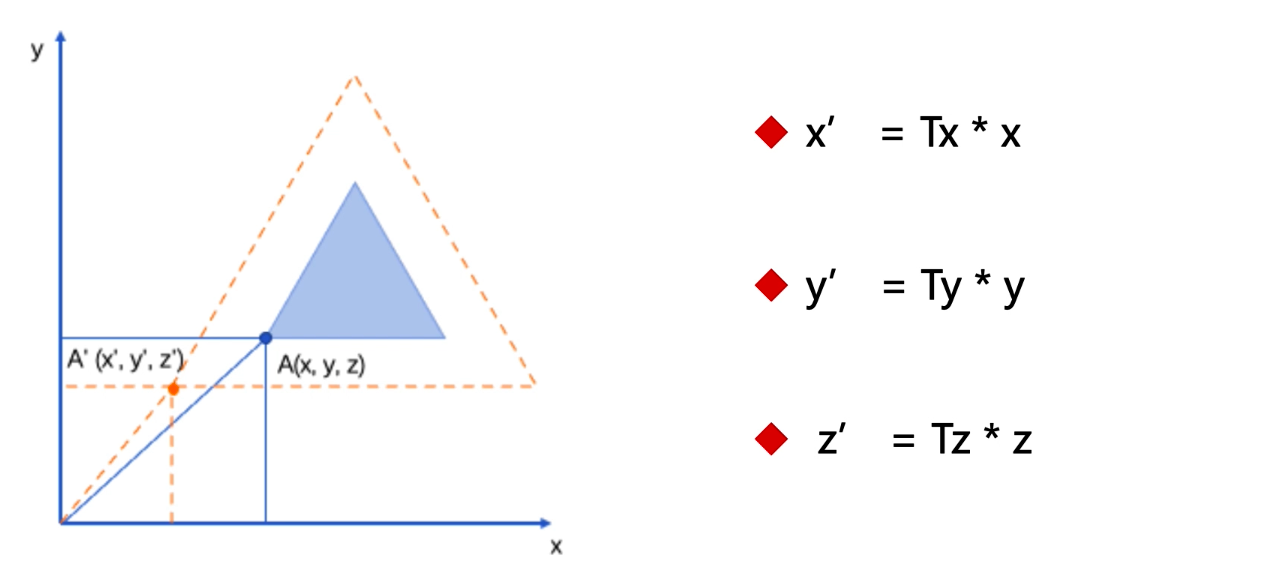 y
A' (x', y', z')
A(x, y, z)
x
x′ = Tx * x
y′ = Ty * y
z′ = Tz * z